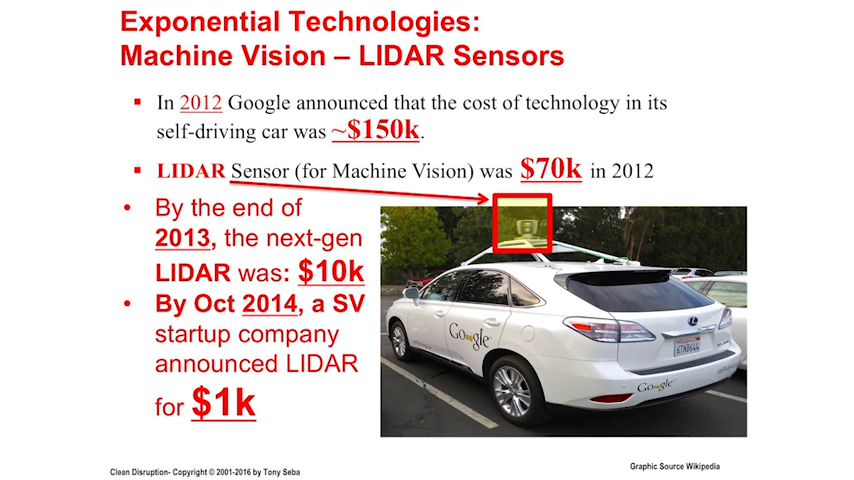 Exponential Technologies:
Machine Vision – LIDAR Sensors
▪ In 2012 Google announced that the cost of technology in its
self-driving car was ~$150k.
▪ LIDAR Sensor (for Machine Vision) was $70k in 2012
• By the end of
2013, the next-gen
LIDAR was: $10k
• By Oct 2014, a SV
startup company
announced LIDAR
for $1k
Google
Google
Clean Disruption- Copyright © 2001-2016 by Tony Seba
Graphic Source Wikipedia